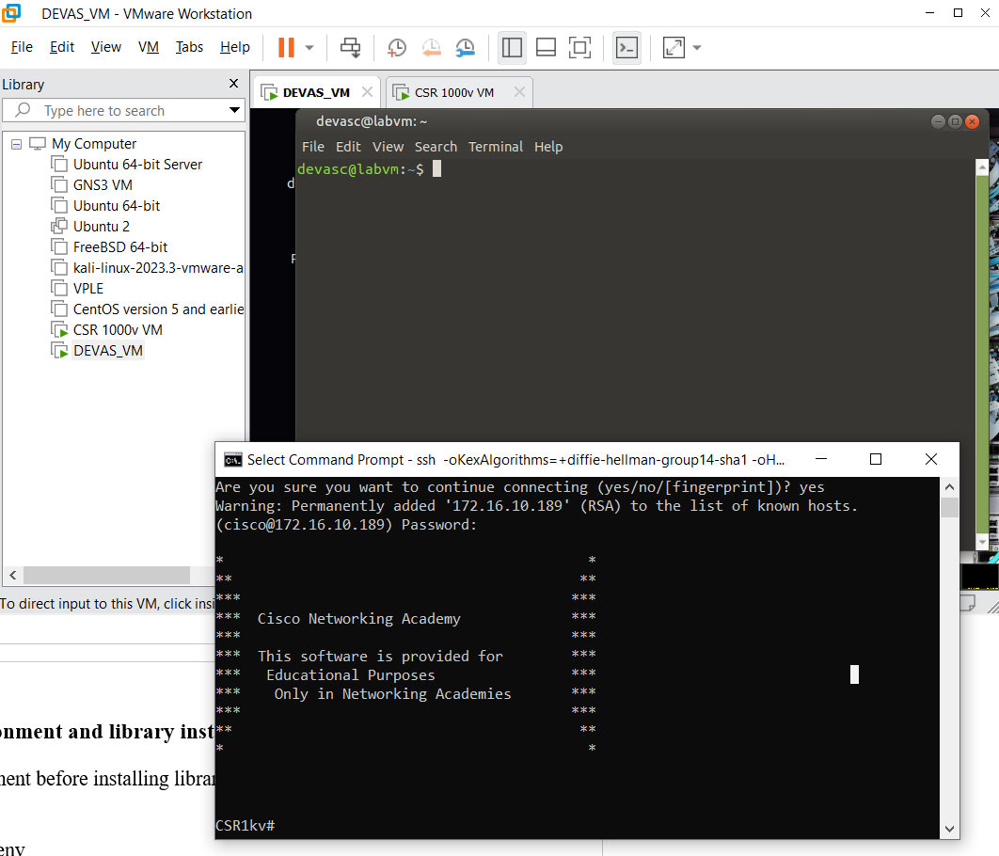 DEVAS_VM - VMware Workstation
File Edit View VM Tabs Help
Library
Type here to search
My Computer
Ubuntu 64-bit Server
GNS3 VM
Ubuntu 64-bit
Ubuntu 2
FreeBSD 64-bit
kali-linux-2023.3-vmware-a
VPLE
CentOS version 5 and earlie
CSR 1000v VM
DEVAS_VM
To direct input to this VM, click insi
DEVAS_VM
CSR 1000v VM
devasc@labvm: ~
File Edit View Search Terminal Help
devasc@labvm:~$
d
Select Command Prompt - ssh -oKexAlgorithms=+diffie-hellman-group14-sha1 -oH...
Are you sure you want to continue connecting (yes/no/[fingerprint])? yes
Warning: Permanently added '172.16.10.189' (RSA) to the list of known hosts.
(cisco@172.16.10.189) Password:
* *
** **
*** ***
*** Cisco Networking Academy ***
*** ***
*** This software is provided for ***
*** Educational Purposes ***
*** Only in Networking Academies ***
*** ***
** **
* *
CSR1kv#
onment and library inst
nent before installing librar
env